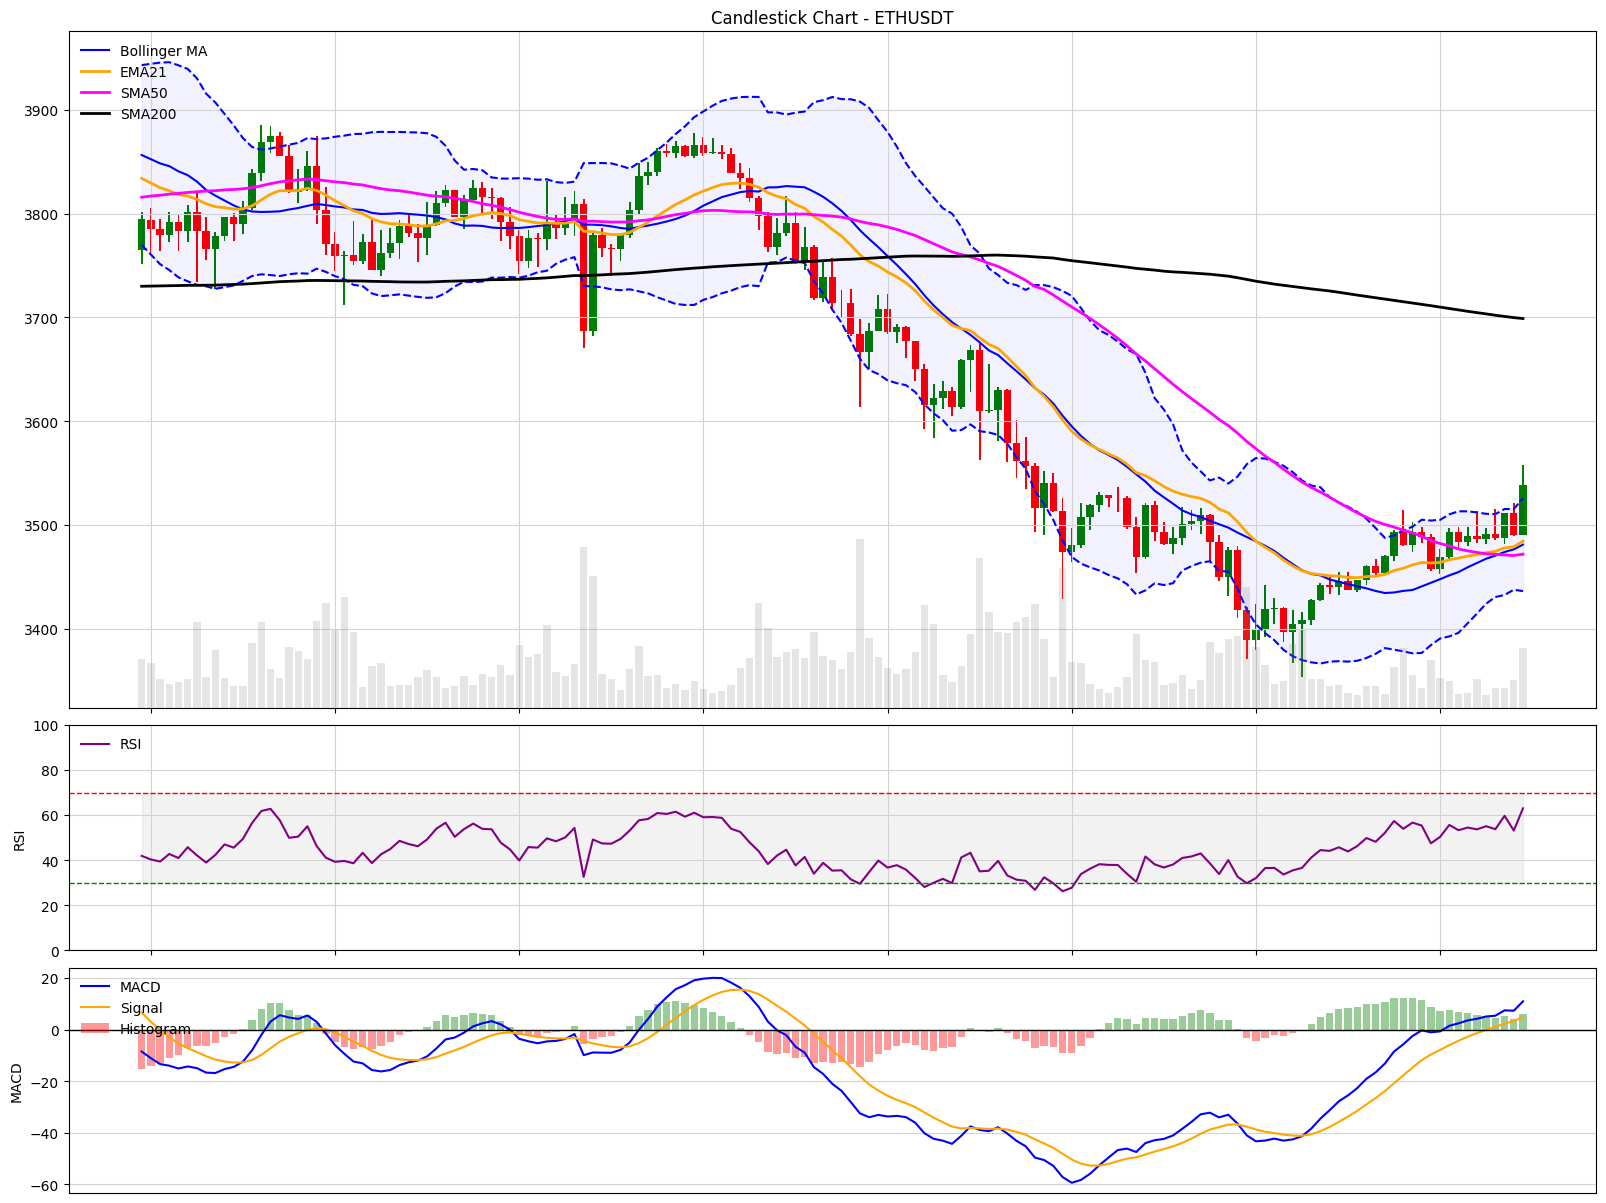 Candlestick Chart - ETHUSDT
Bollinger MA
EMA21
SMA50
SMA200
3900
3800
3700
3600
3500
3400
RSI
100
80
60
40
20
0
RSI
MACD
Signal
Histogram
20
0
−20
−40
−60
MACD